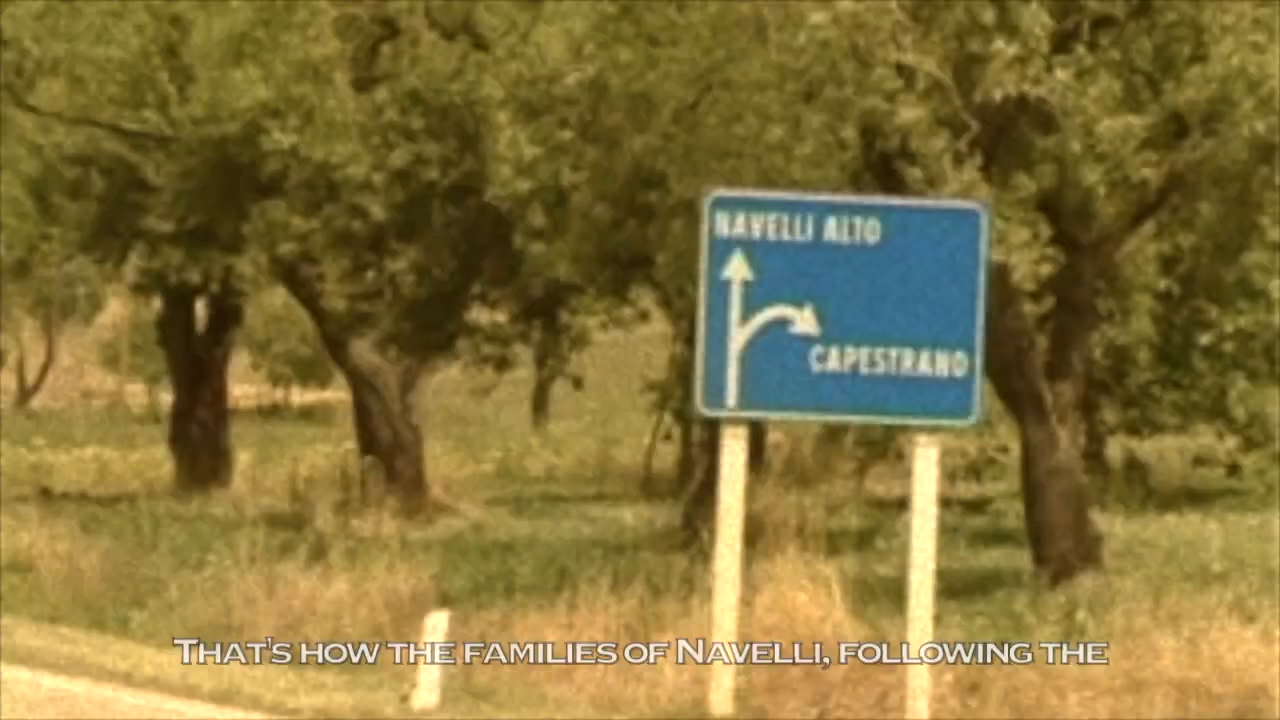 NAVELLI ALTO
CAPESTRANO
THAT'S HOW THE FAMILIES OF NAVELLI, FOLLOWING THE